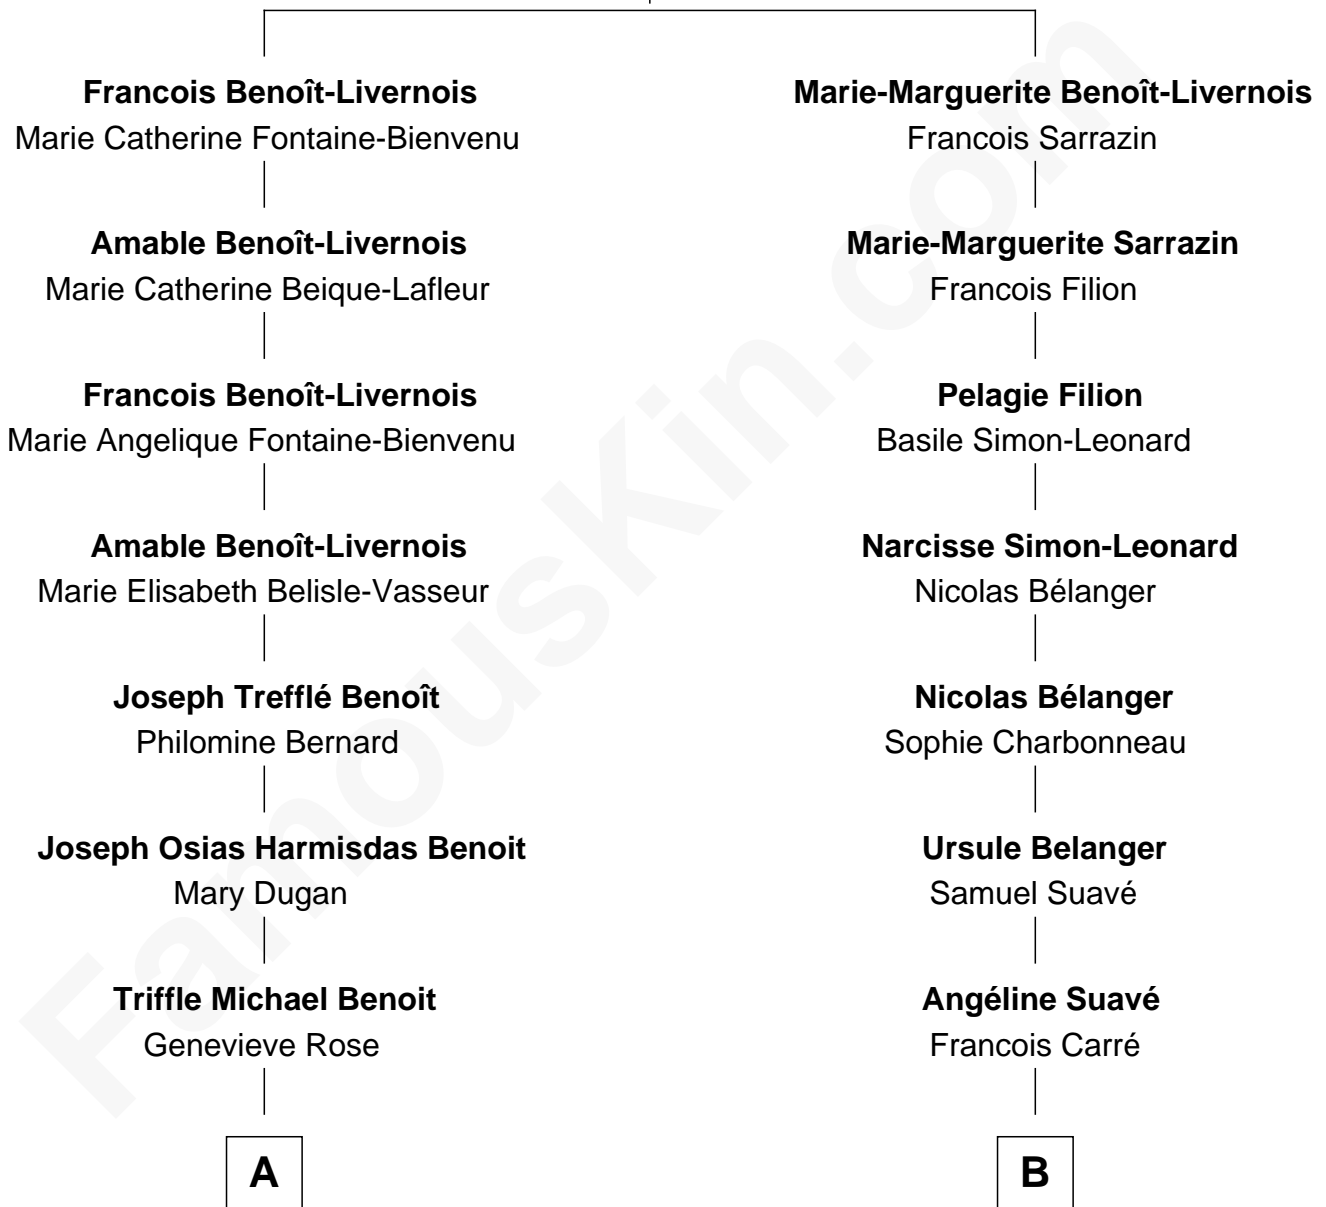 Francois Benoît-Livernois
Marie Catherine Fontaine-Bienvenu
Amable Benoît-Livernois
Marie Catherine Beique-Lafleur
Francois Benoît-Livernois
Marie Angelique Fontaine-Bienvenu
Amable Benoît-Livernois
Marie Elisabeth Belisle-Vasseur
Joseph Trefflé Benoît
Philomine Bernard
Joseph Osias Harmisdas Benoit
Mary Dugan
Triffle Michael Benoit
Genevieve Rose
A
Marie-Marguerite Benoît-Livernois
Francois Sarrazin
Marie-Marguerite Sarrazin
Francois Filion
Pelagie Filion
Basile Simon-Leonard
Narcisse Simon-Leonard
Nicolas Bélanger
Nicolas Bélanger
Sophie Charbonneau
Ursule Belanger
Samuel Suavé
Angéline Suavé
Francois Carré
B
FamousKin.com